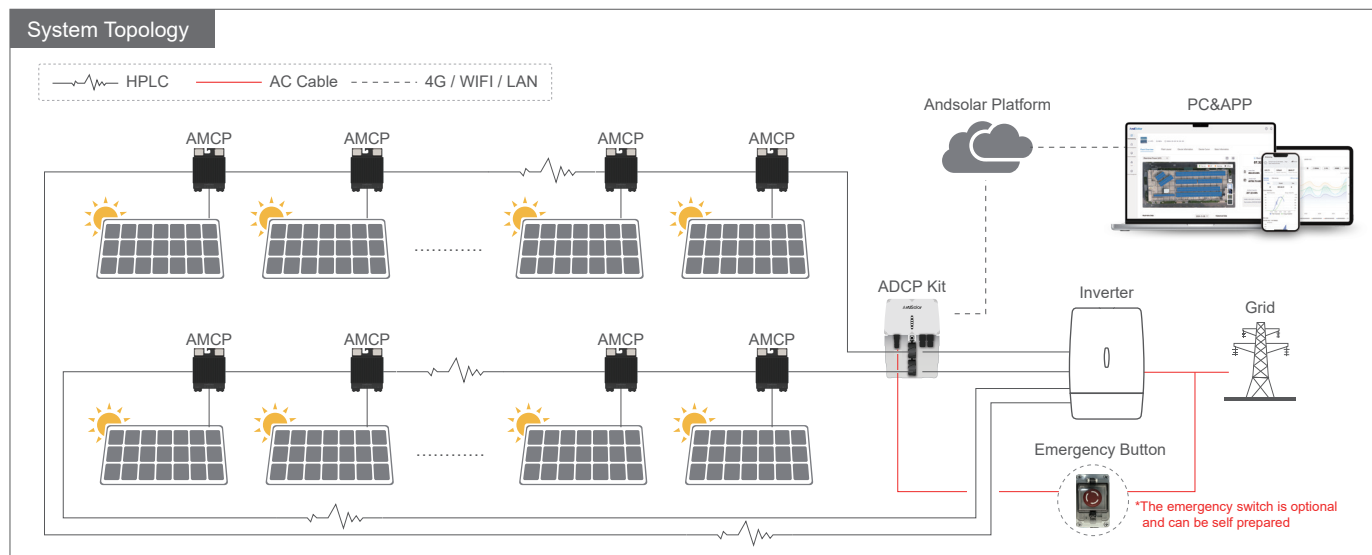 System Topology
HPLC
AC Cable
4G / WIFI / LAN
Andsolar Platform
PC&APP
AMCP
AMCP
AMCP
AMCP
ADCP Kit
Inverter
Grid
AMCP
AMCP
AMCP
AMCP
Emergency Button
*The emergency switch is optional
and can be self prepared